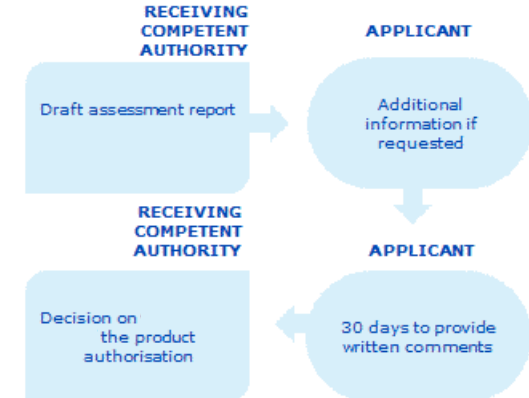 RECEIVING
COMPETENT
AUTHORITY
Draft assessment report
APPLICANT
Additional
information if
requested
APPLICANT
30 days to provide
written comments
RECEIVING
COMPETENT
AUTHORITY
Decision on
the product
authorisation